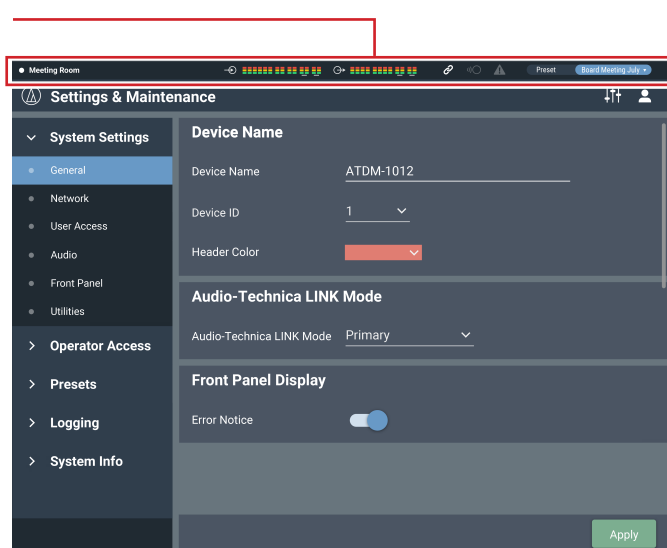 Meeting Room Preset Board Meeting July
Settings & Maintenance
System Settings
General
Network
User Access
Audio
Front Panel
Utilities
Operator Access
Presets
Logging
System Info
Device Name
Device Name ATDM-1012
Device ID 1
Header Color
Audio-Technica LINK Mode
Audio-Technica LINK Mode Primary
Front Panel Display
Error Notice
Apply